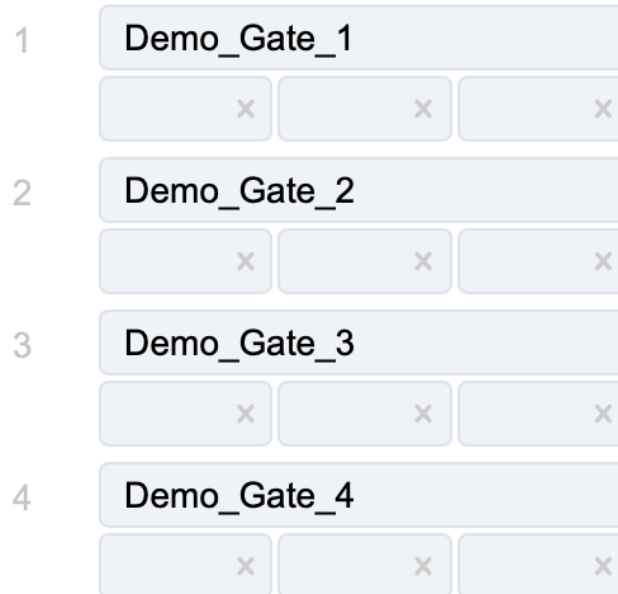 1 Demo_Gate_1
× × ×
2 Demo_Gate_2
× × ×
3 Demo_Gate_3
× × ×
4 Demo_Gate_4
× × ×